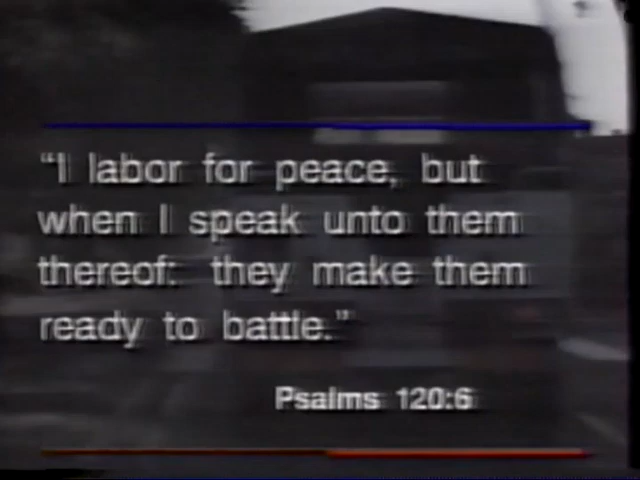 “I labor for peace, but
when I speak unto them
thereof: they make them
ready to battle.”
Psalms 120:6